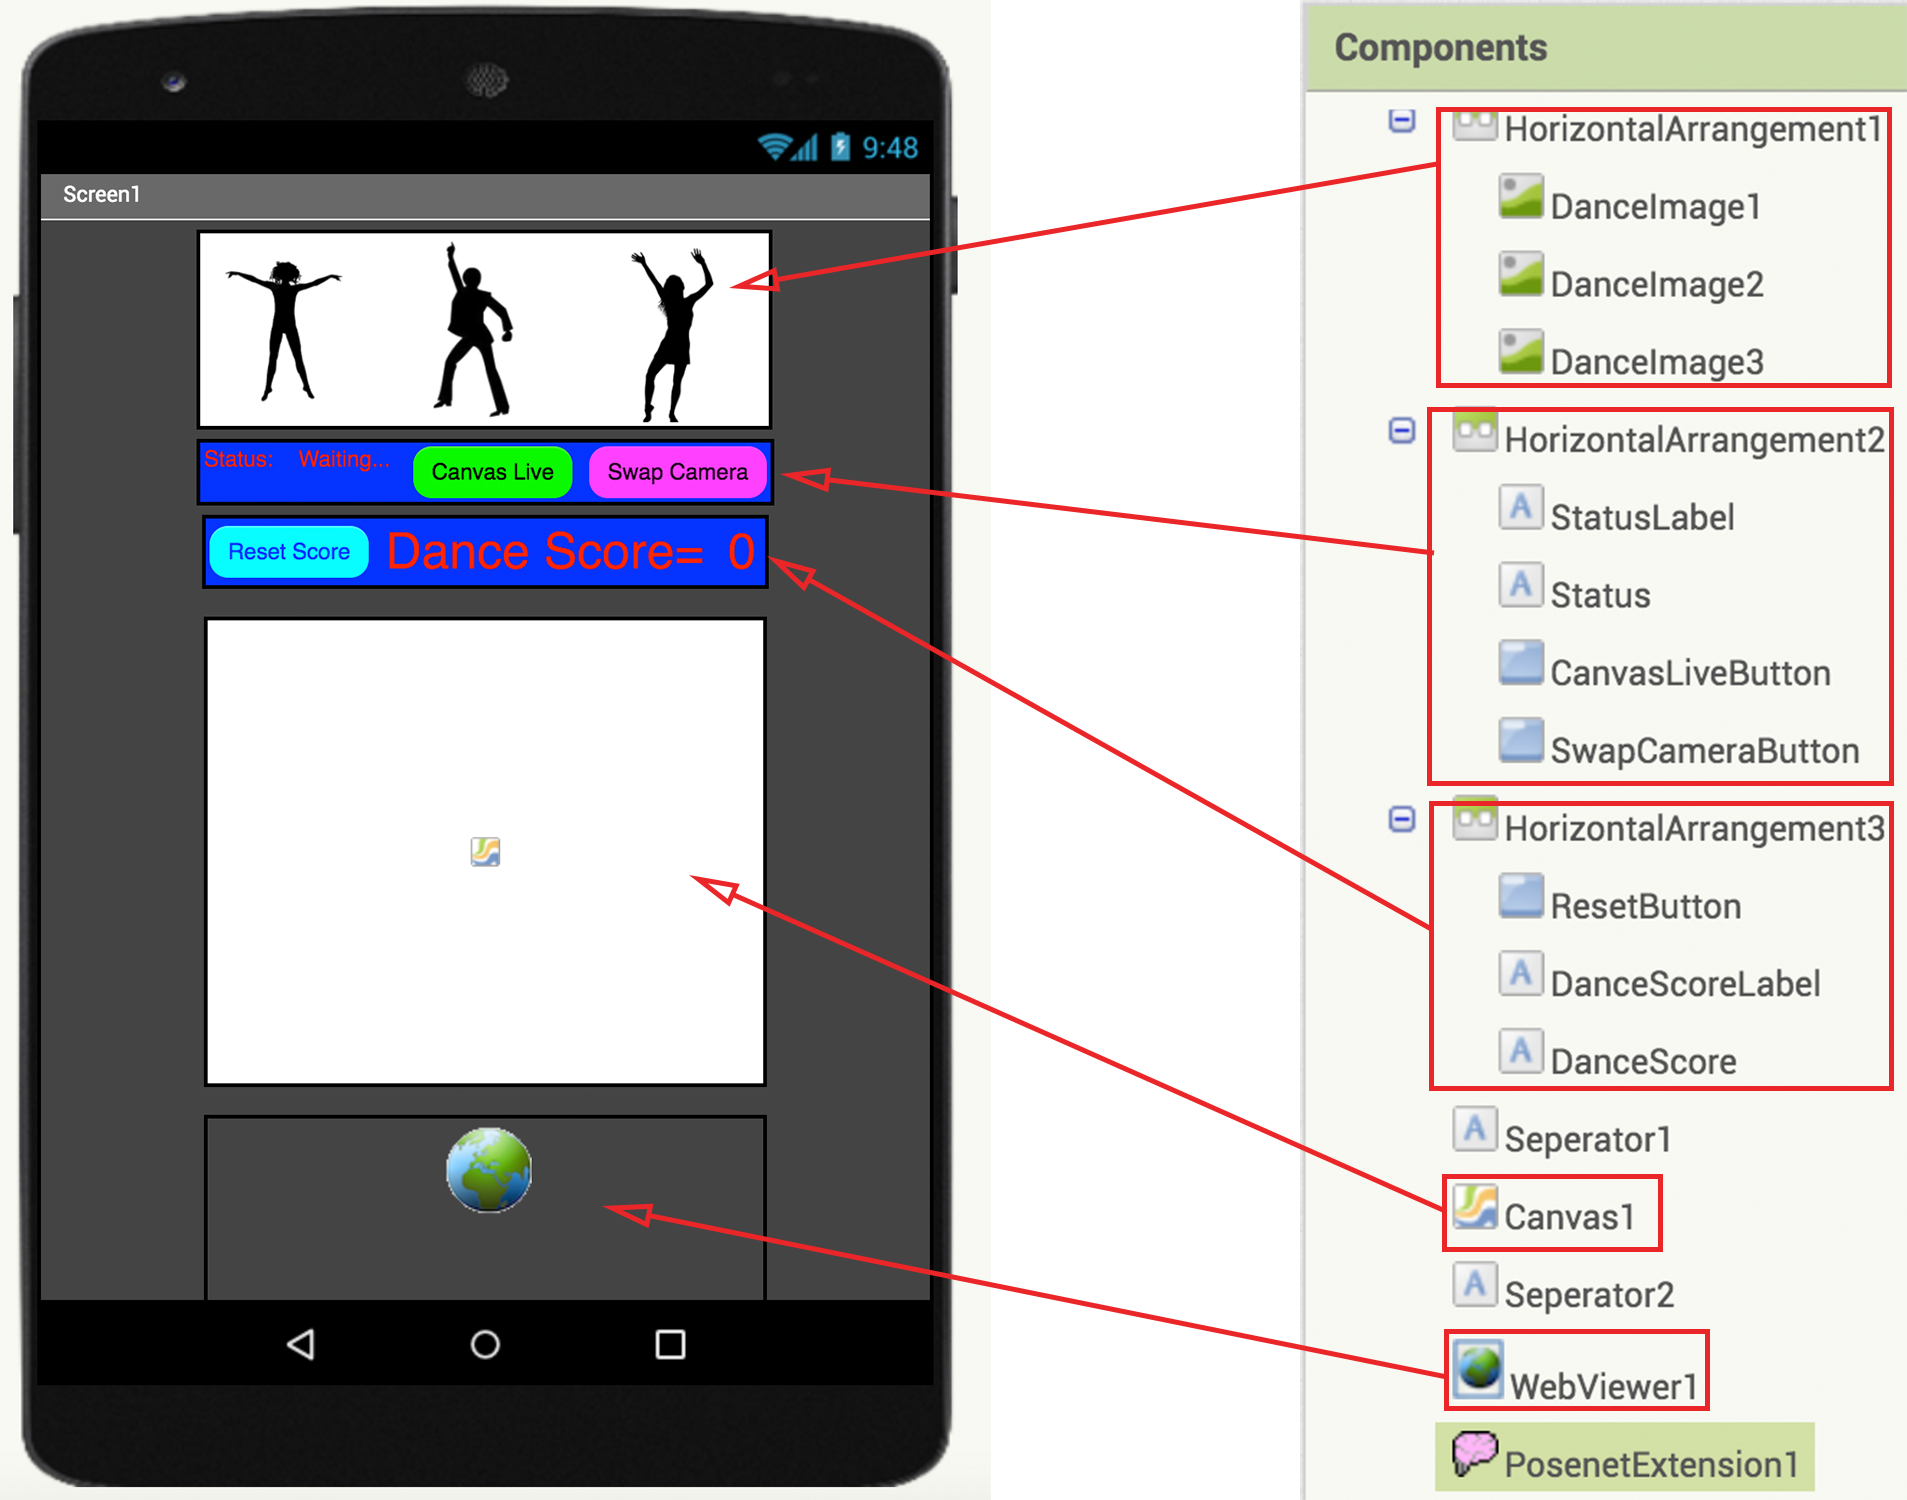 9:48
Screen1
Status: Waiting... Canvas Live Swap Camera
Reset Score Dance Score= 0
Components
HorizontalArrangement1
DanceImage1
DanceImage2
DanceImage3
HorizontalArrangement2
A StatusLabel
A Status
CanvasLiveButton
SwapCameraButton
HorizontalArrangement3
ResetButton
A DanceScoreLabel
A DanceScore
A Seperator1
Canvas1
A Seperator2
WebViewer1
PosenetExtension1